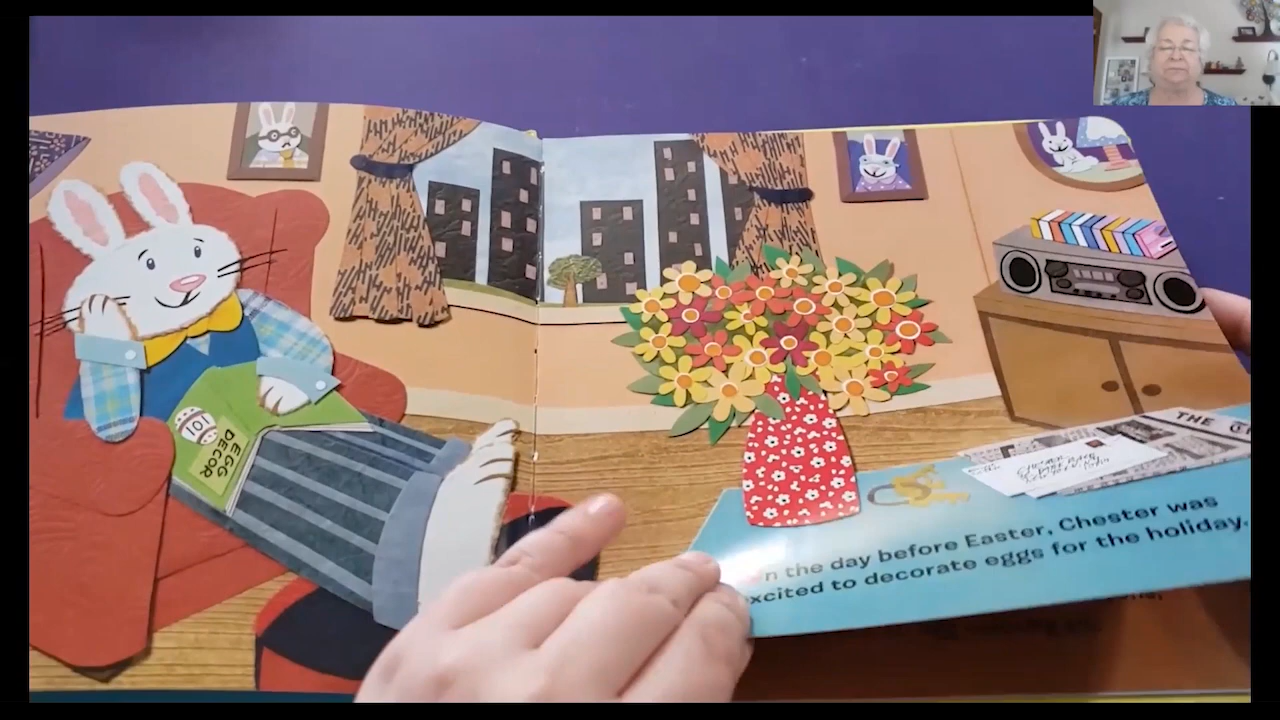 101
EGG
DECOR
THE
n the day before Easter, Chester was
xcited to decorate eggs for the holiday.